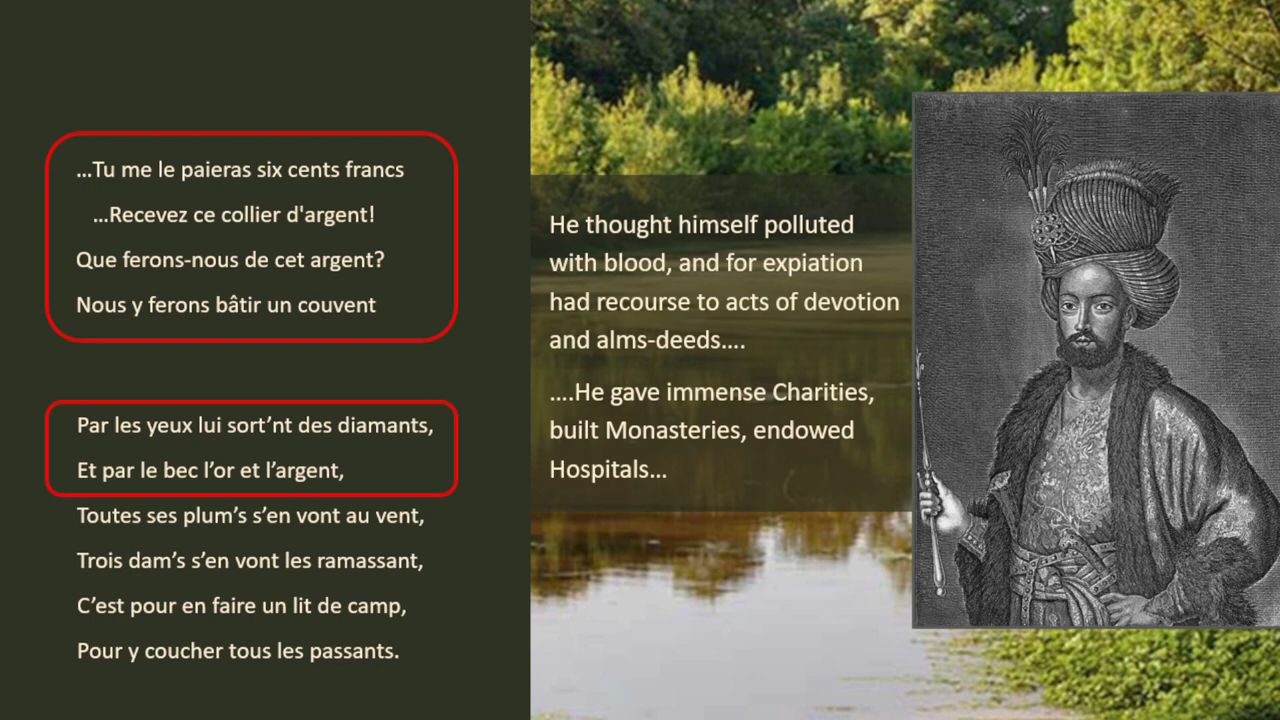 ...Tu me le paieras six cents francs
...Recevez ce collier d'argent!
Que ferons-nous de cet argent?
Nous y ferons bâtir un couvent
Par les yeux lui sort’nt des diamants,
Et par le bec l’or et l’argent,
Toutes ses plum’s s’en vont au vent,
Trois dam’s s’en vont les ramassant,
C’est pour en faire un lit de camp,
Pour y coucher tous les passants.
He thought himself polluted
with blood, and for expiation
had recourse to acts of devotion
and alms-deeds....
....He gave immense Charities,
built Monasteries, endowed
Hospitals...